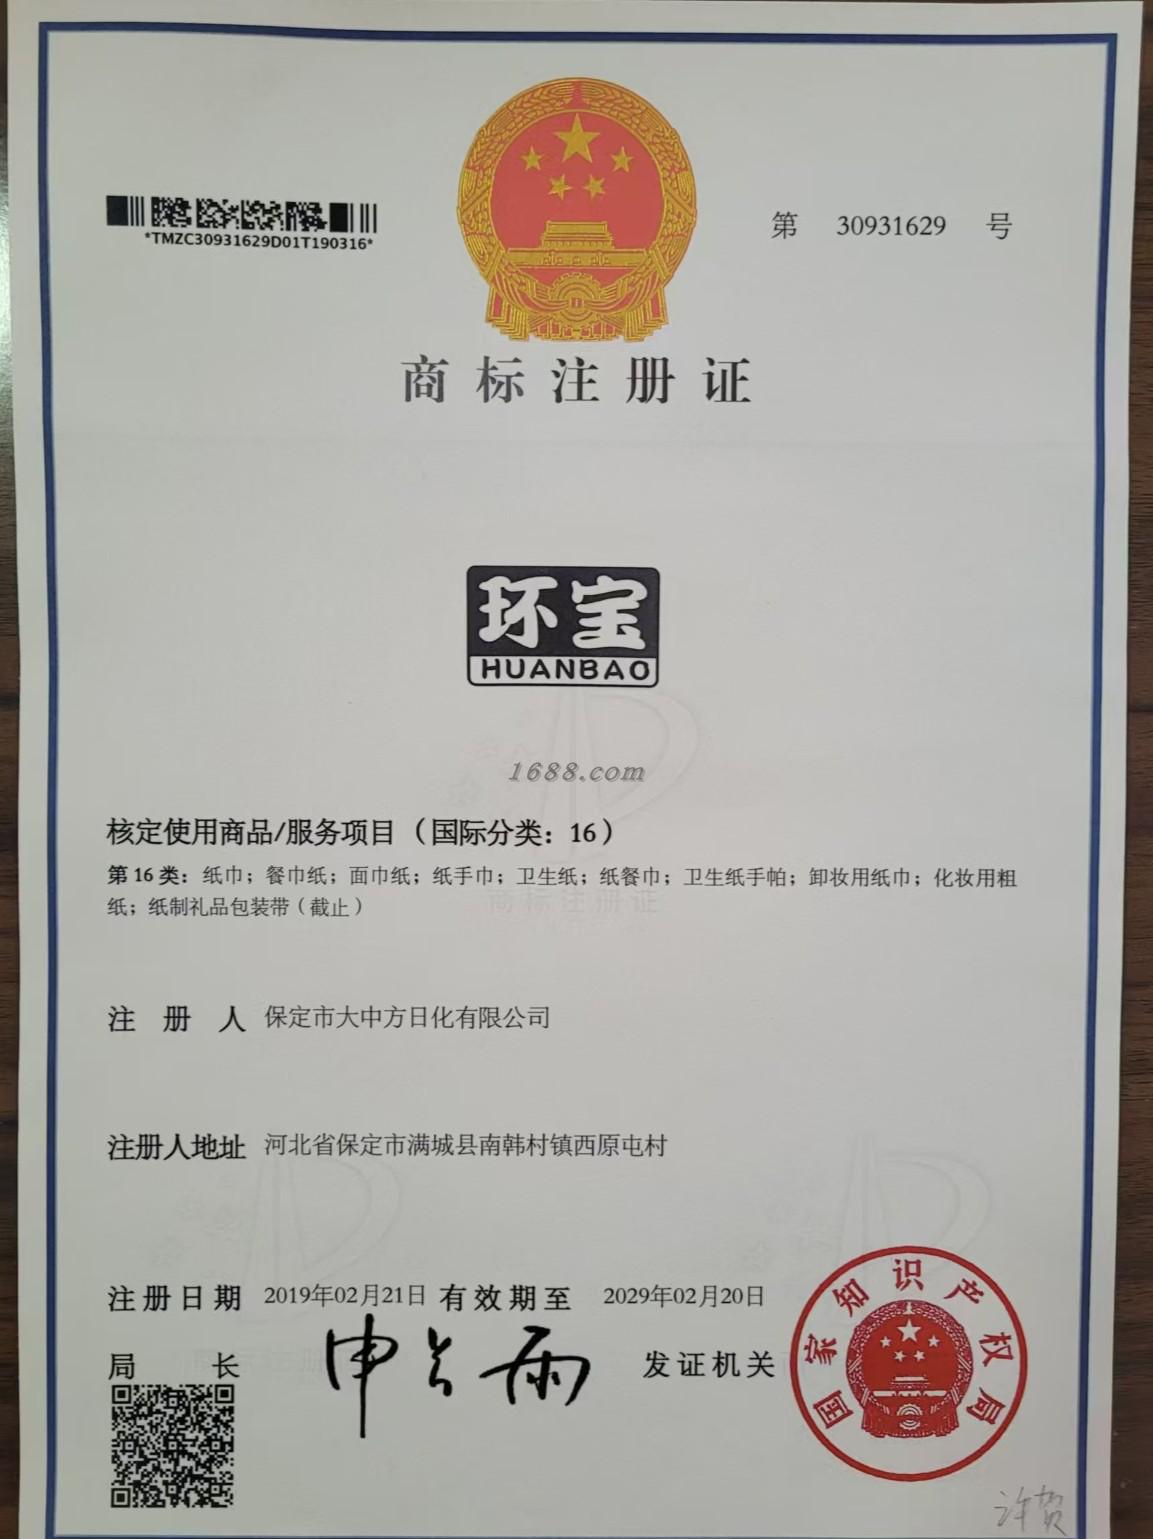 *TMZC30931629D01T190316*
第 30931629 号
商标注册证
环宝
HUANBAO
1688.com
核定使用商品/服务项目（国际分类：16）
第16类：纸巾；餐巾纸；面巾纸；纸手巾；卫生纸；纸餐巾；卫生纸手帕；卸妆用纸巾；化妆用粗
纸；纸制礼品包装带（截止）
商标注册证
注册人 保定市大中方日化有限公司
注册人地址 河北省保定市满城县南韩村镇西原屯村
注册日期 2019年02月21日 有效期至 2029年02月20日
局长 申长雨 发证机关
国家知识产权局